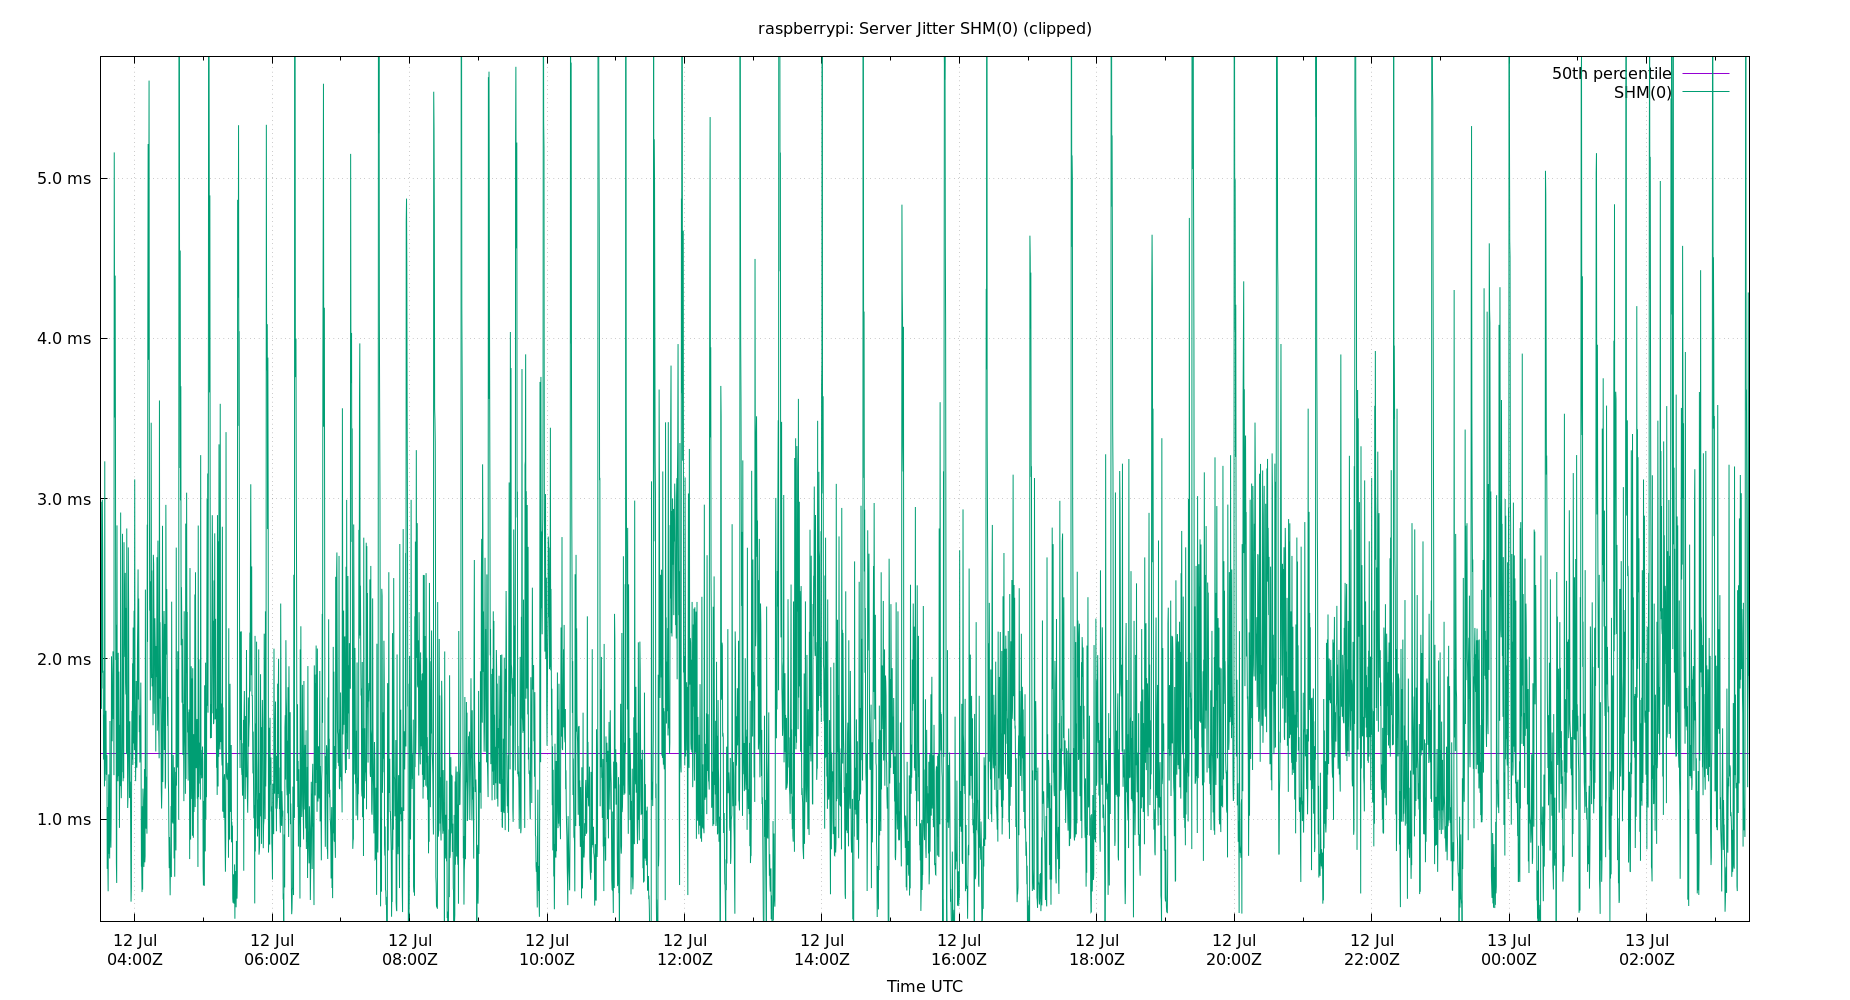 raspberrypi: Server Jitter SHM(0) (clipped)
50th percentile
SHM(0)
5.0 ms
4.0 ms
3.0 ms
2.0 ms
1.0 ms
12 Jul 12 Jul 12 Jul 12 Jul 12 Jul 12 Jul 12 Jul 12 Jul 12 Jul 12 Jul 13 Jul 13 Jul
04:00Z 06:00Z 08:00Z 10:00Z 12:00Z 14:00Z 16:00Z 18:00Z 20:00Z 22:00Z 00:00Z 02:00Z
Time UTC